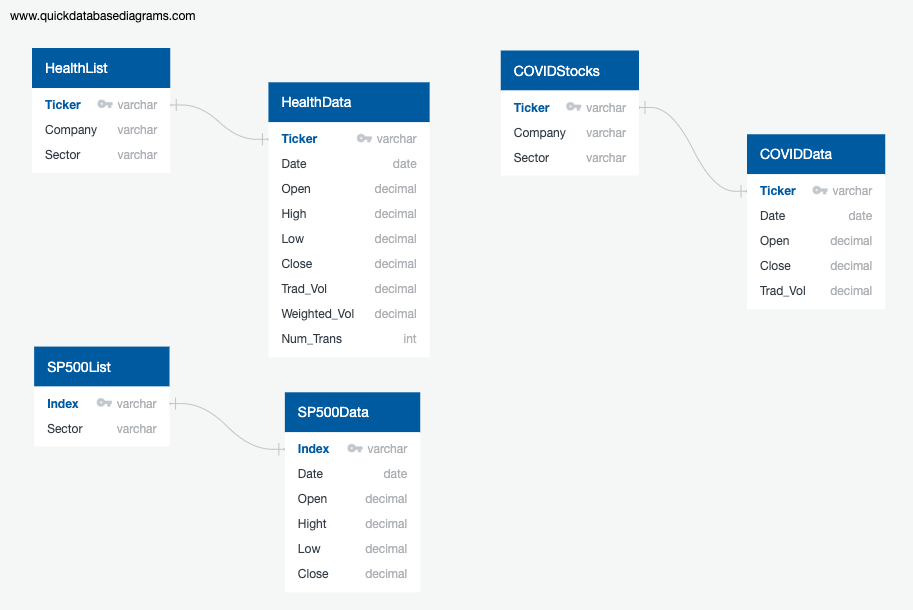 www.quickdatabasediagrams.com
HealthList
Ticker varchar
Company varchar
Sector varchar
HealthData
Ticker varchar
Date date
Open decimal
High decimal
Low decimal
Close decimal
Trad_Vol decimal
Weighted_Vol decimal
Num_Trans int
COVIDStocks
Ticker varchar
Company varchar
Sector varchar
COVIDData
Ticker varchar
Date date
Open decimal
Close decimal
Trad_Vol decimal
SP500List
Index varchar
Sector varchar
SP500Data
Index varchar
Date date
Open decimal
Hight decimal
Low decimal
Close decimal